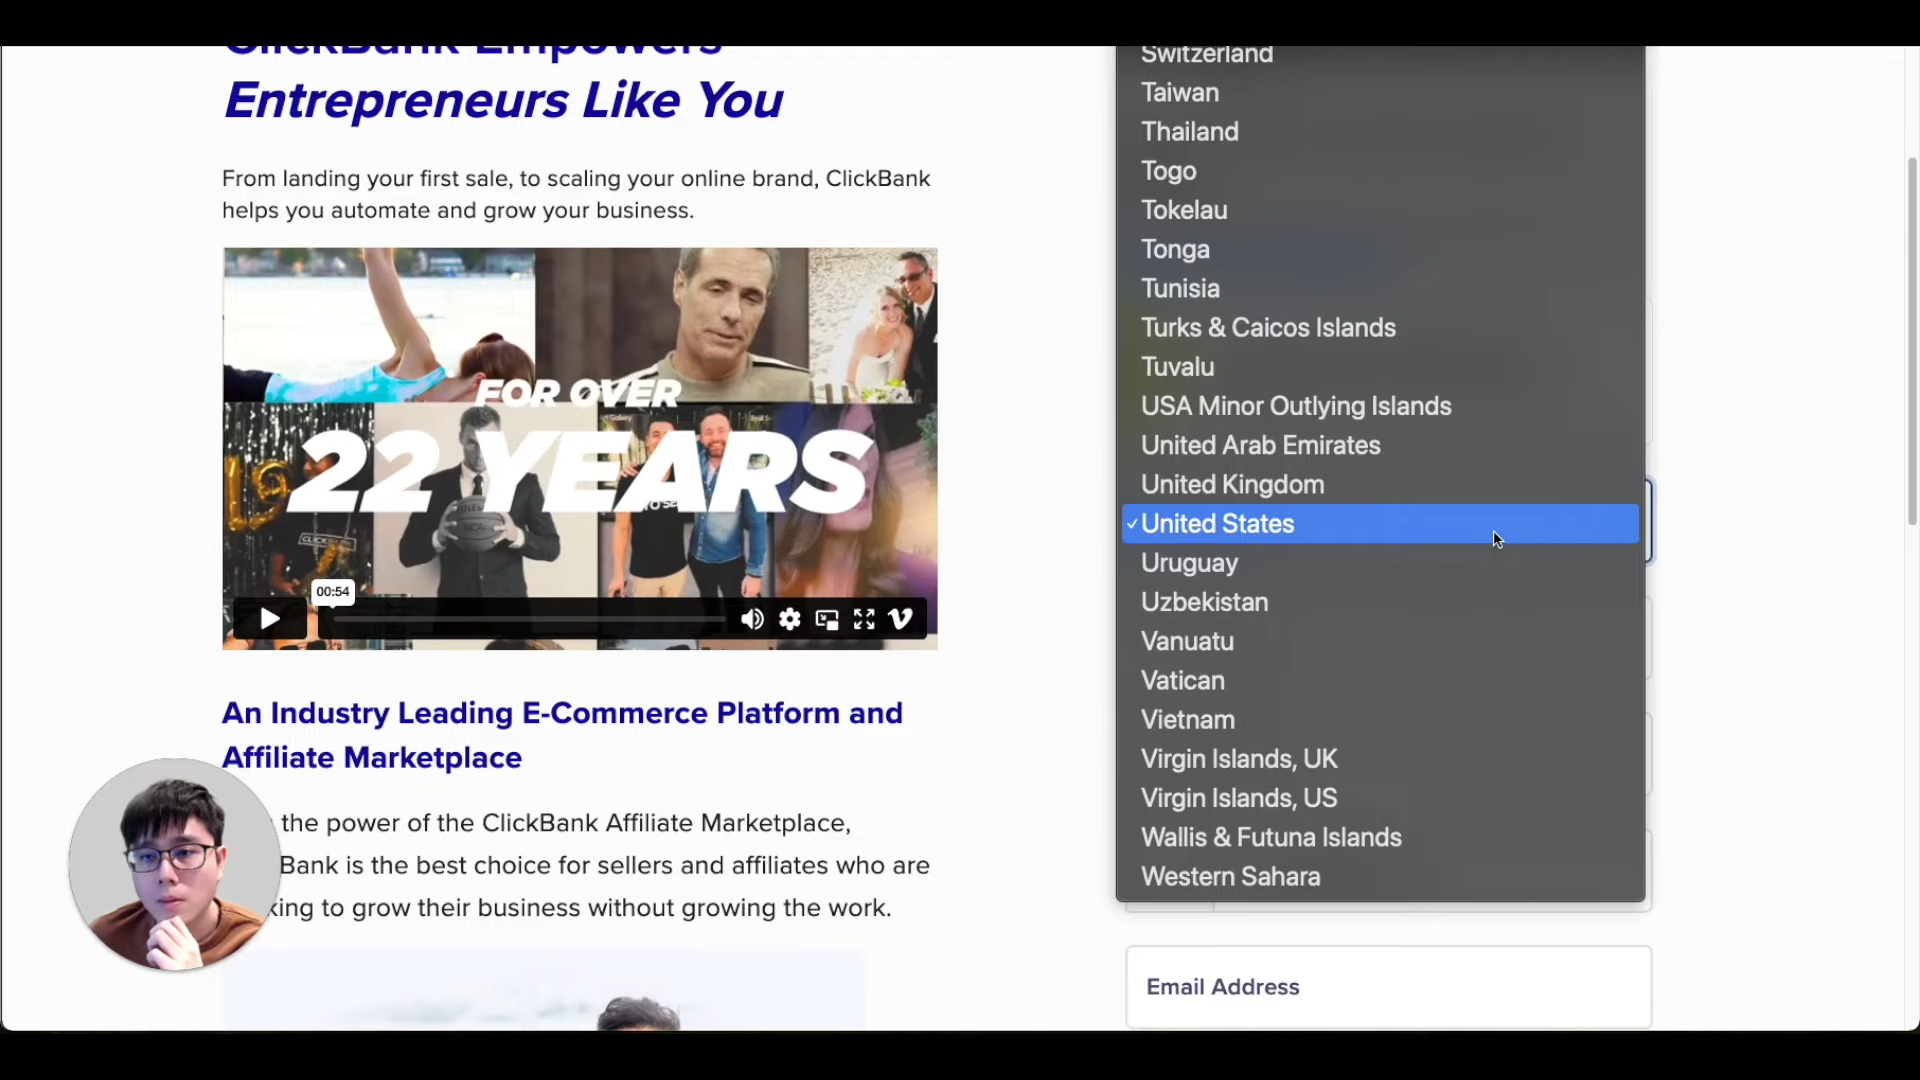 ClickBank Empowers
Entrepreneurs Like You
From landing your first sale, to scaling your online brand, ClickBank
helps you automate and grow your business.
FOR OVER
22 YEARS
00:54
An Industry Leading E-Commerce Platform and
Affiliate Marketplace
the power of the ClickBank Affiliate Marketplace,
Bank is the best choice for sellers and affiliates who are
king to grow their business without growing the work.
Switzerland
Taiwan
Thailand
Togo
Tokelau
Tonga
Tunisia
Turks & Caicos Islands
Tuvalu
USA Minor Outlying Islands
United Arab Emirates
United Kingdom
✓ United States
Uruguay
Uzbekistan
Vanuatu
Vatican
Vietnam
Virgin Islands, UK
Virgin Islands, US
Wallis & Futuna Islands
Western Sahara
Email Address